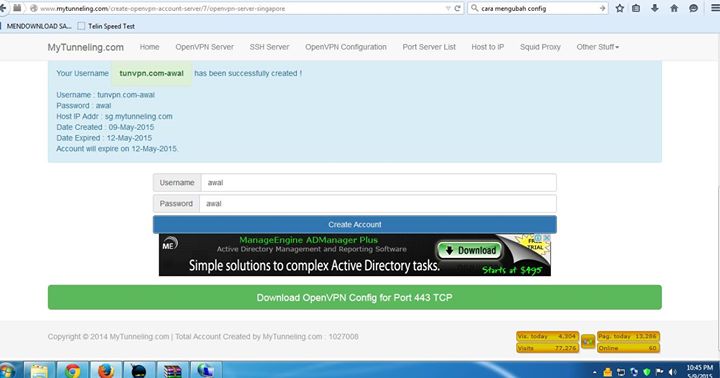 www.mytunneling.com/create-openvpn-account-server/7/openvpn-server-singapore
cara mengubah config
MENDOWNLOAD SA...
Telin Speed Test
MyTunneling.com Home OpenVPN Server SSH Server OpenVPN Configuration Port Server List Host to IP Squid Proxy Other Stuff
Your Username tunvpn.com-awal has been successfully created !
Username : tunvpn.com-awal
Password : awal
Host IP Addr : sg.mytunneling.com
Date Created : 09-May-2015
Date Expired : 12-May-2015
Account will expire on 12-May-2015.
Username awal
Password awal
Create Account
ME
ManageEngine ADManager Plus
Active Directory Management and Reporting Software
Simple solutions to complex Active Directory tasks.
Download
FREE TRIAL
Starts at $495
Download OpenVPN Config for Port 443 TCP
Copyright © 2014 MyTunneling.com | Total Account Created by MyTunneling.com : 1027008
Vis. today 4,304 Pag. today 13,286
Visits 77,276 Online 60
10:45 PM
5/9/2015